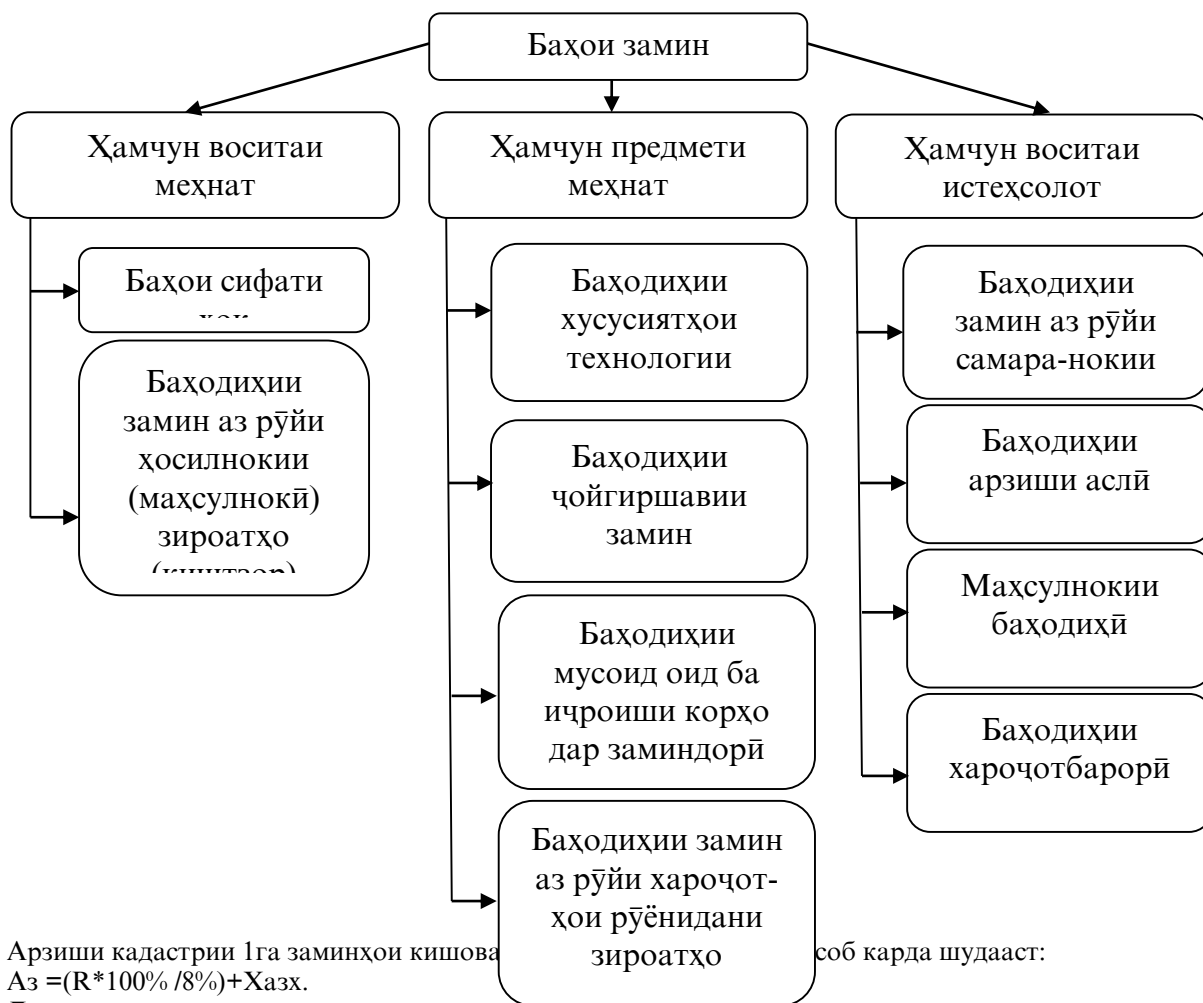 Баҳои замин
Ҳамчун воситаи
меҳнат
Ҳамчун предмети
меҳнат
Ҳамчун воситаи
истеҳсолот
Баҳои сифати
Баҳодиҳии
замин аз рӯйи
ҳосилнокии
(маҳсулнокӣ)
зироатҳо
Баҳодиҳии
хусусиятҳои
технологии
Баҳодиҳии
ҷойгиршавии
замин
Баҳодиҳии
мусоид оид ба
иҷроиши корҳо
дар заминдорӣ
Баҳодиҳии замин
аз рӯйи хароҷот-
ҳои рӯёнидани
зироатҳо
Баҳодиҳии
замин аз рӯйи
самара-нокии
Баҳодиҳии
арзиши аслӣ
Маҳсулнокии
баҳодиҳӣ
Баҳодиҳии
хароҷотбарорӣ
Арзиши кадастрии 1га заминҳои кишова соб карда шудааст:
Аз =(R*100% /8%)+Хазх.